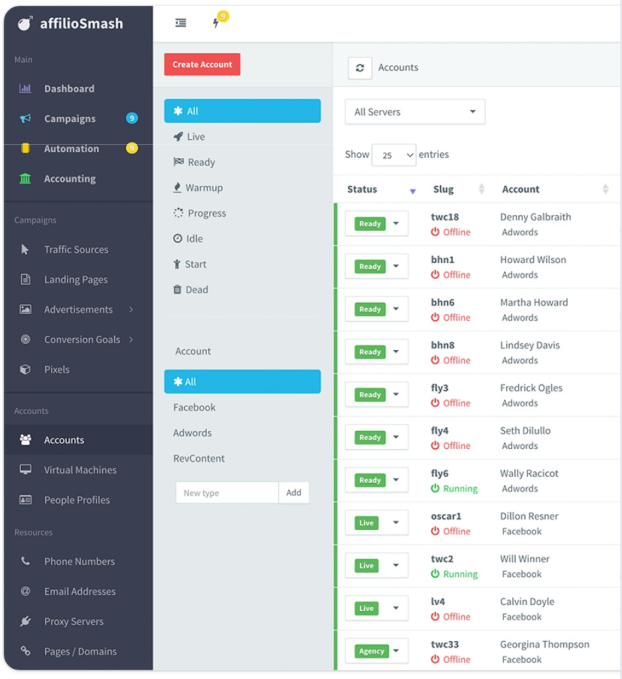 affilioSmash
9
Main
Dashboard
Campaigns 9
Automation 9
Accounting
Campaigns
Traffic Sources
Landing Pages
Advertisements
Conversion Goals
Pixels
Accounts
Accounts
Virtual Machines
People Profiles
Resources
Phone Numbers
Email Addresses
Proxy Servers
Pages / Domains
Create Account
All
Live
Ready
Warmup
Progress
Idle
Start
Dead
Account
All
Facebook
Adwords
RevContent
New type Add
Accounts
All Servers
Show 25 entries
Status Slug Account
Ready twc18 Denny Galbraith
Offline Adwords
Ready bhn1 Howard Wilson
Offline Adwords
Ready bhn6 Martha Howard
Offline Adwords
Ready bhn8 Lindsey Davis
Offline Adwords
Ready fly3 Fredrick Ogles
Offline Adwords
Ready fly4 Seth Dilullo
Offline Adwords
Ready fly6 Wally Racicot
Running Adwords
Live oscar1 Dillon Resner
Offline Facebook
Live twc2 Will Winner
Running Facebook
Live lv4 Calvin Doyle
Offline Facebook
Agency twc33 Georgina Thompson
Offline Facebook